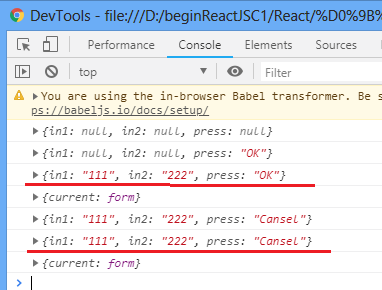 DevTools - file:///D:/beginReactJSC1/React/%D0%9B%
Elements Console Sources Netwo
top Filter
You are using the in-browser Babel transformer. Be s
ps://babeljs.io/docs/setup/
▶ {in1: null, in2: null, press: null}
▶ {in1: null, in2: null, press: "OK"}
▶ {in1: "111", in2: "222", press: "OK"}
▶ {current: form}
▶ {in1: "111", in2: "222", press: "Cansel"}
▶ {in1: "111", in2: "222", press: "Cansel"}
▶ {current: form}
>